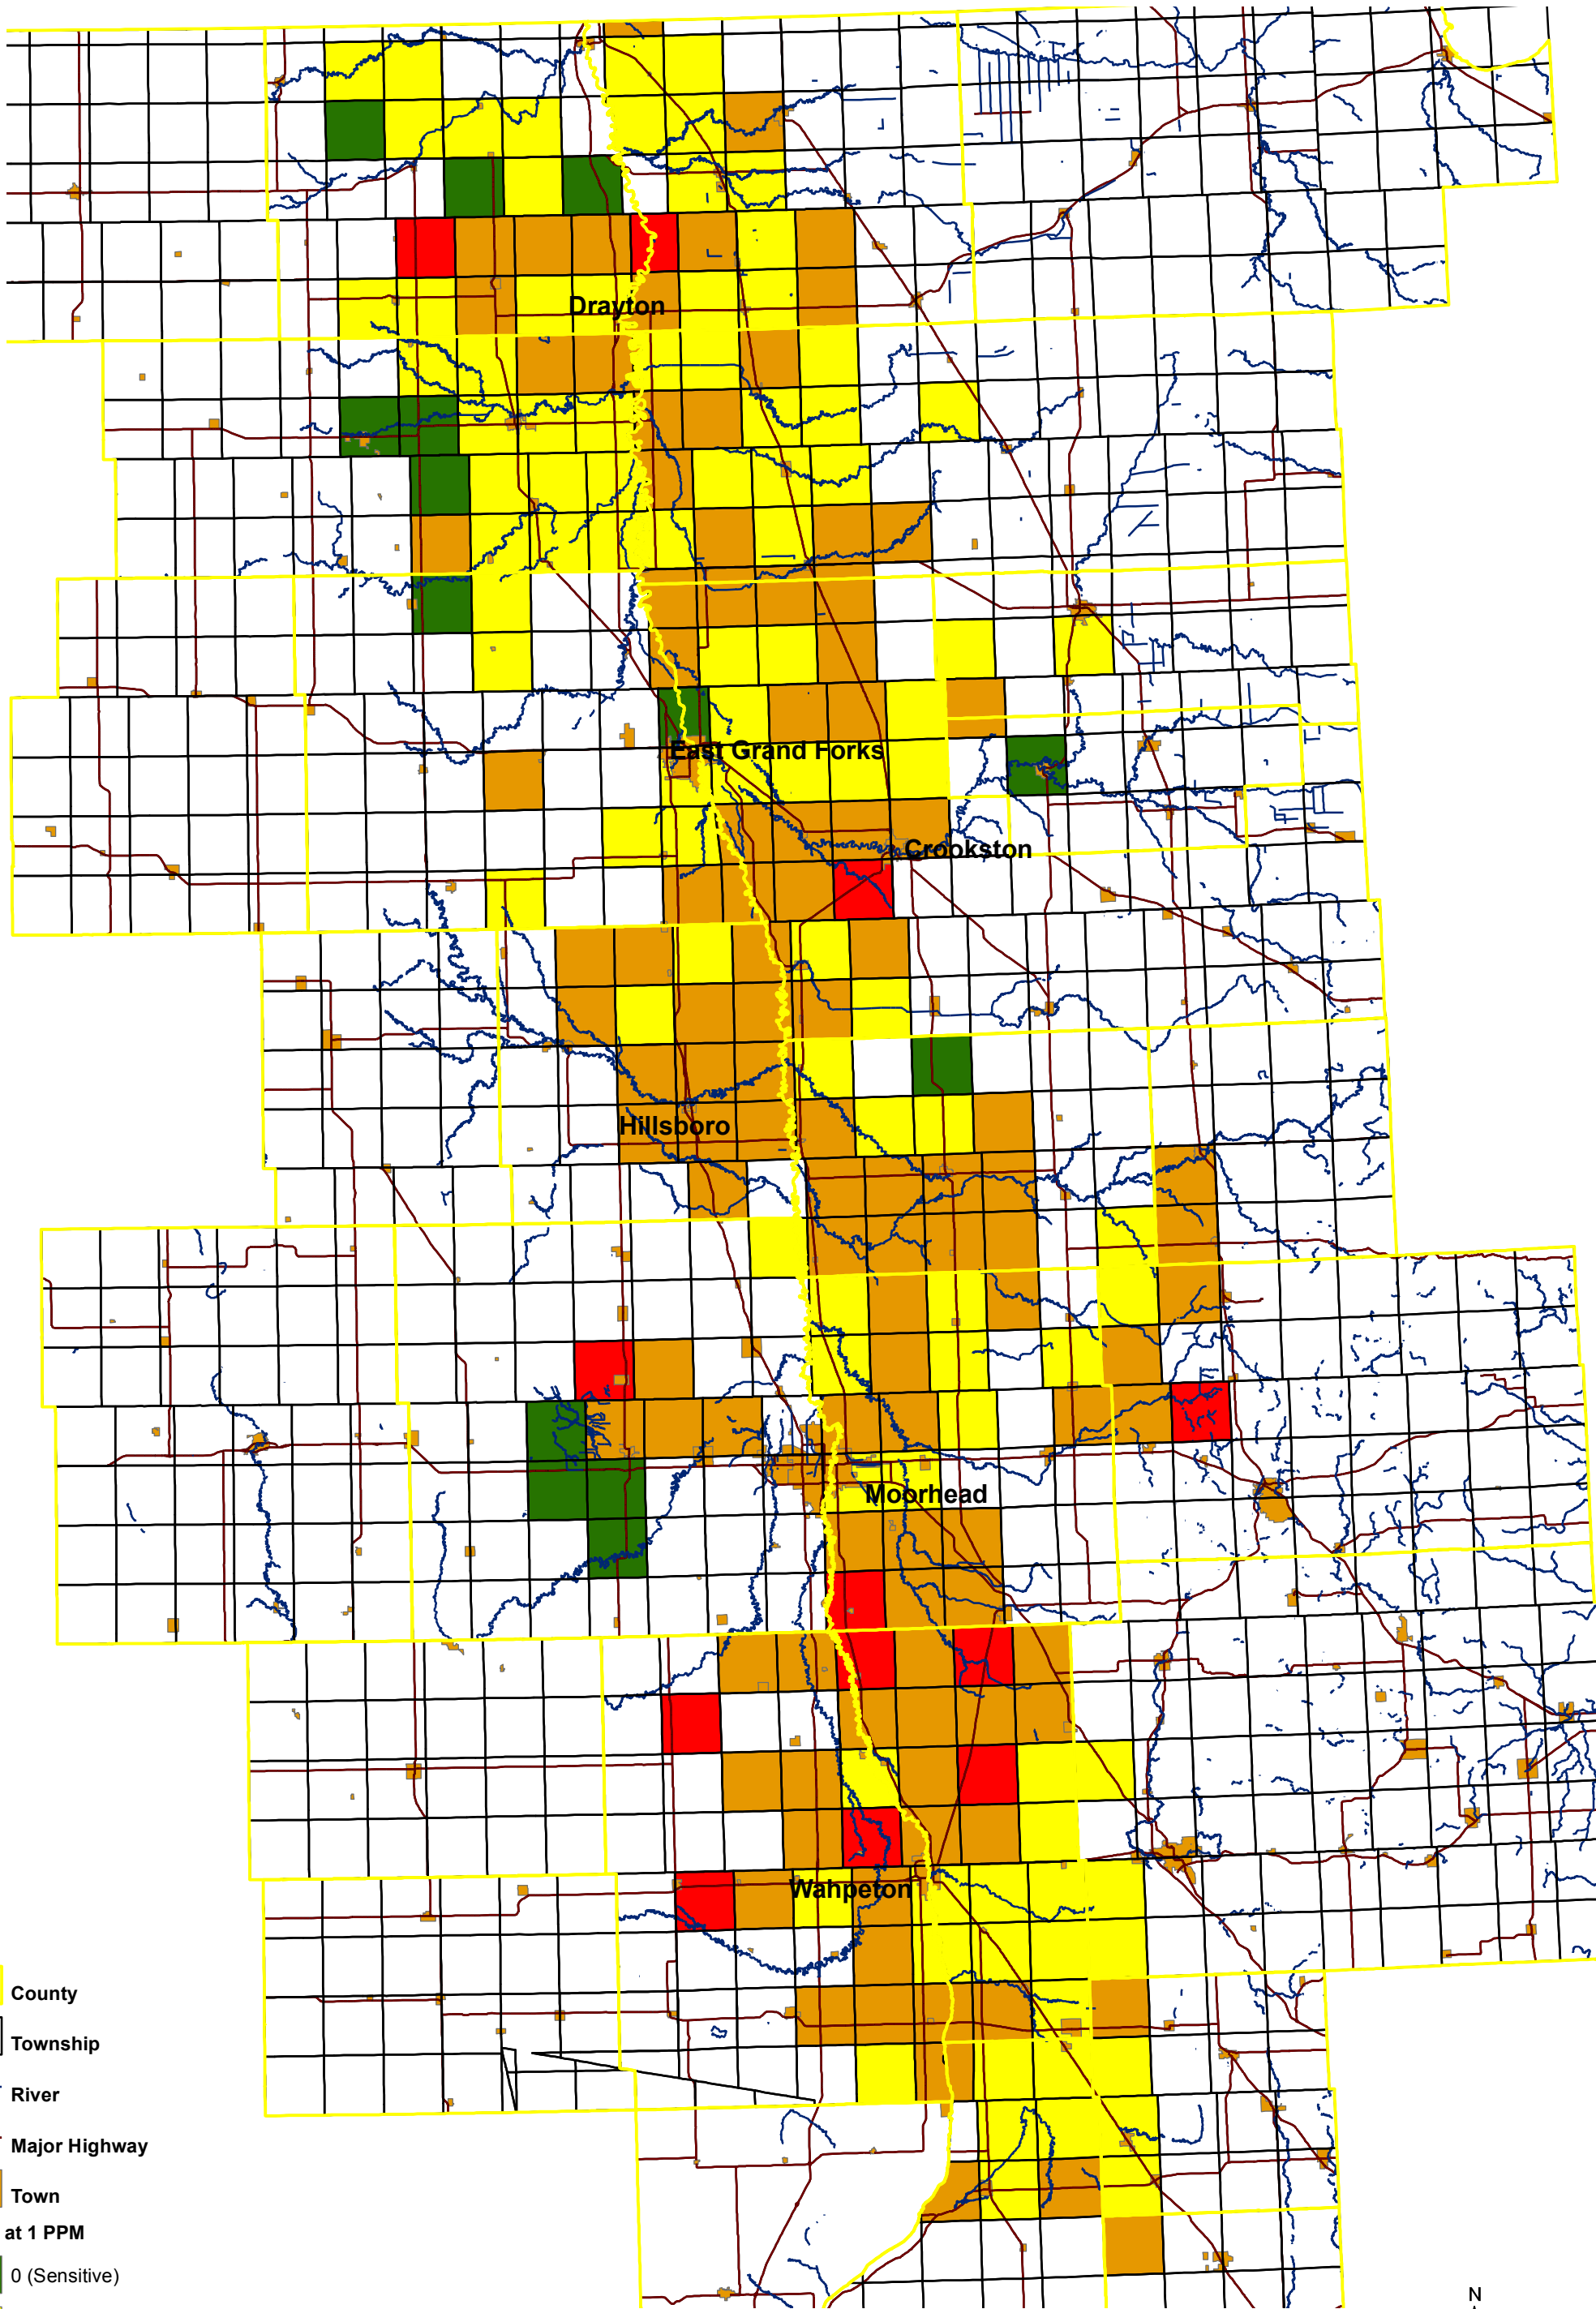 Drayton
East Grand Forks
Crookston
Hillsboro
Moorhead
Wahpeton
County
Township
River
Major Highway
Town
at 1 PPM
0 (Sensitive)
N